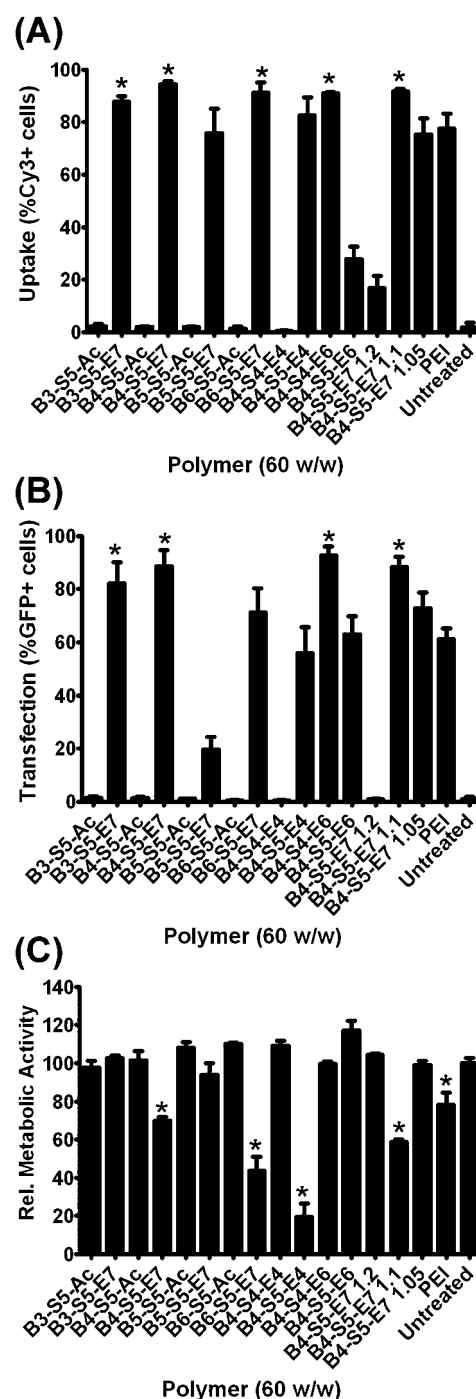 (A)
Uptake (%Cy3+ cells)
100
80
60
40
20
0
* * * * *
B3-S5-Ac
B3-S5-E7
B4-S5-Ac
B4-S5-E7
B5-S5-Ac
B5-S5-E7
B6-S5-Ac
B6-S5-E7
B4-S4-E4
B4-S5-E4
B4-S4-E6
B4-S5-E6
B4-S5-E7 1.2
B4-S5-E7 1.1
B4-S5-E7 1.05
PEI
Untreated
Polymer (60 w/w)
(B)
Transfection (%GFP+ cells)
100
80
60
40
20
0
* * * *
B3-S5-Ac
B3-S5-E7
B4-S5-Ac
B4-S5-E7
B5-S5-Ac
B5-S5-E7
B6-S5-Ac
B6-S5-E7
B4-S4-E4
B4-S5-E4
B4-S4-E6
B4-S5-E6
B4-S5-E7 1.2
B4-S5-E7 1.1
B4-S5-E7 1.05
PEI
Untreated
Polymer (60 w/w)
(C)
Rel. Metabolic Activity
140
120
100
80
60
40
20
0
* * * * *
B3-S5-Ac
B3-S5-E7
B4-S5-Ac
B4-S5-E7
B5-S5-Ac
B5-S5-E7
B6-S5-Ac
B6-S5-E7
B4-S4-E4
B4-S5-E4
B4-S4-E6
B4-S5-E6
B4-S5-E7 1.2
B4-S5-E7 1.1
B4-S5-E7 1.05
PEI
Untreated
Polymer (60 w/w)